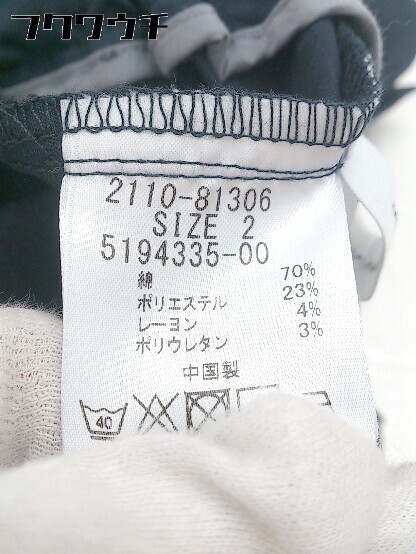 フクウウチ
2110-81306
SIZE 2
5194335-00
綿 70%
ポリエステル 23%
レーヨン 4%
ポリウレタン 3%
中国製
40